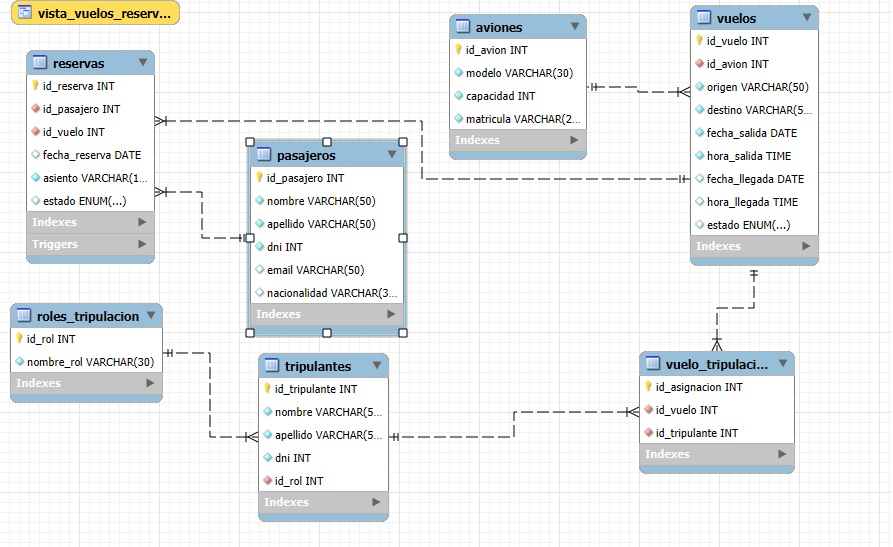 vista_vuelos_reserv...
reservas
id_reserva INT
id_pasajero INT
id_vuelo INT
fecha_reserva DATE
asiento VARCHAR(1...
estado ENUM(...)
Indexes
Triggers
pasajeros
id_pasajero INT
nombre VARCHAR(50)
apellido VARCHAR(50)
dni INT
email VARCHAR(50)
nacionalidad VARCHAR(3...
Indexes
aviones
id_avion INT
modelo VARCHAR(30)
capacidad INT
matricula VARCHAR(2...
Indexes
vuelos
id_vuelo INT
id_avion INT
origen VARCHAR(50)
destino VARCHAR(5...
fecha_salida DATE
hora_salida TIME
fecha_llegada DATE
hora_llegada TIME
estado ENUM(...)
Indexes
roles_tripulacion
id_rol INT
nombre_rol VARCHAR(30)
Indexes
tripulantes
id_tripulante INT
nombre VARCHAR(5...
apellido VARCHAR(5...
dni INT
id_rol INT
Indexes
vuelo_tripulaci...
id_asignacion INT
id_vuelo INT
id_tripulante INT
Indexes